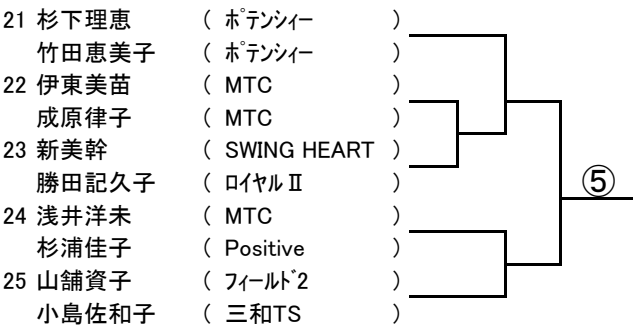 21 杉下理恵 ( ﾎﾟﾃﾝｼｨｰ )
竹田恵美子 ( ﾎﾟﾃﾝｼｨｰ )
22 伊東美苗 ( MTC )
成原律子 ( MTC )
23 新美幹 ( SWING HEART )
勝田記久子 ( ﾛｲﾔﾙⅡ )
⑤
24 浅井洋未 ( MTC )
杉浦佳子 ( Positive )
25 山舗資子 ( ﾌｨｰﾙﾄﾞ2 )
小島佐和子 ( 三和TS )